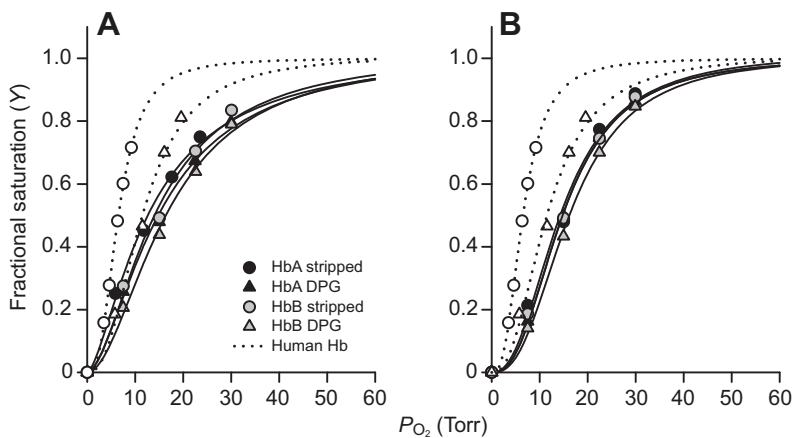 A
B
Fractional saturation (Y)
1.0
0.8
0.6
0.4
0.2
0
HbA stripped
HbA DPG
HbB stripped
HbB DPG
Human Hb
0 10 20 30 40 50 60
0 10 20 30 40 50 60
PO2 (Torr)